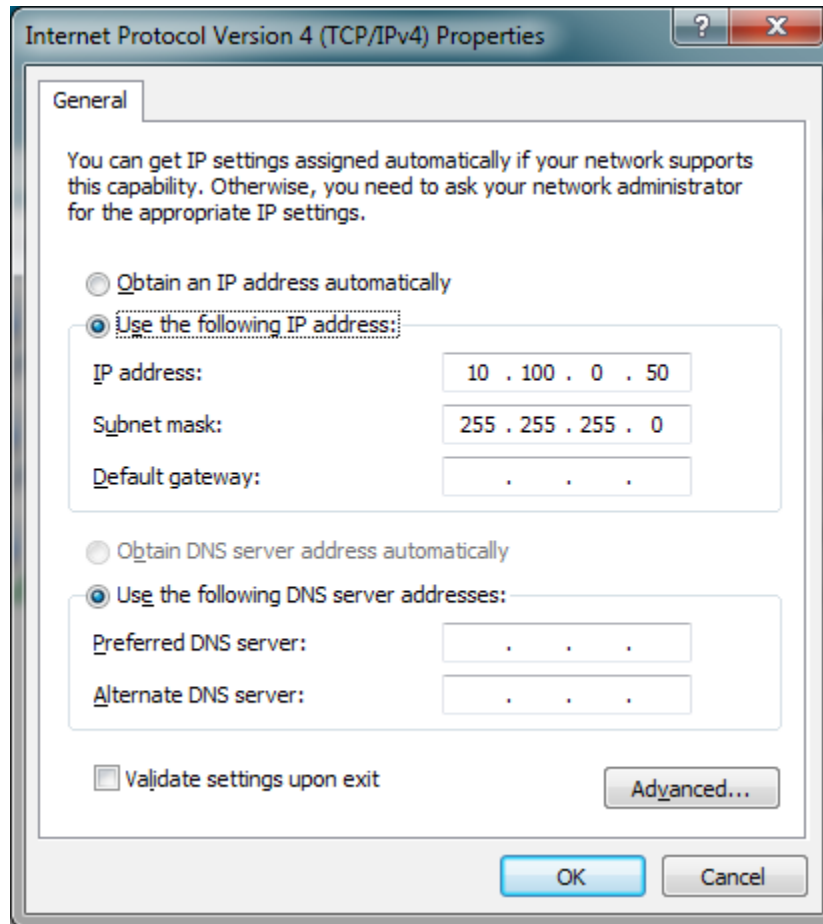 Internet Protocol Version 4 (TCP/IPv4) Properties
?
X
General
You can get IP settings assigned automatically if your network supports
this capability. Otherwise, you need to ask your network administrator
for the appropriate IP settings.
Obtain an IP address automatically
Use the following IP address:
IP address: 10 . 100 . 0 . 50
Subnet mask: 255 . 255 . 255 . 0
Default gateway: . . .
Obtain DNS server address automatically
Use the following DNS server addresses:
Preferred DNS server: . . .
Alternate DNS server: . . .
Validate settings upon exit
Advanced...
OK Cancel